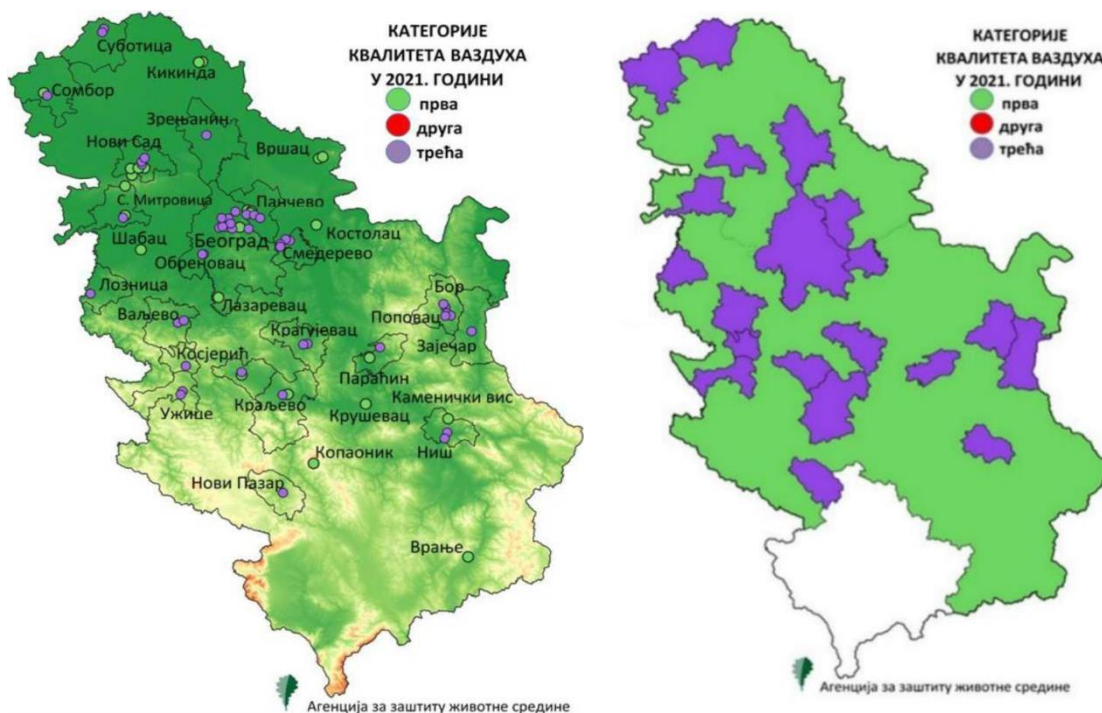 КАТЕГОРИЈЕ
КВАЛИТЕТА ВАЗДУХА
У 2021. ГОДИНИ
прва
друга
трећа
Суботица
Кикинда
Сомбор
Зрењанин
Нови Сад
Вршац
С. Митровица
Панчево
Костолац
Шабац
Београд
Смедерево
Обреновац
Лозница
Бор
Лазаревац
Ваљево
Поповац
Крагујевац
Зајечар
Косјерић
Параћин
Каменички вис
Краљево
Ужице
Крушевац
Ниш
Копаоник
Нови Пазар
Врање
Агенција за заштиту животне средине
КАТЕГОРИЈЕ
КВАЛИТЕТА ВАЗДУХА
У 2021. ГОДИНИ
прва
друга
трећа
Агенција за заштиту животне средине